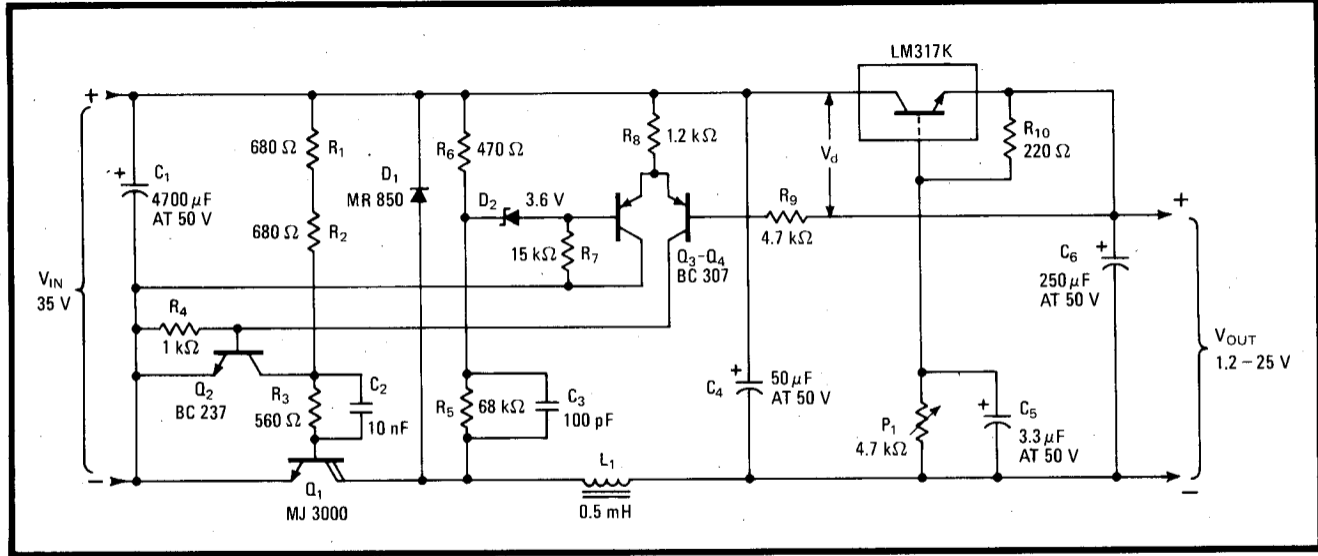 LM317K
+
R8
1.2 kΩ
R10
220 Ω
680 Ω
R1
R6
470 Ω
Vd
+
C1
4700 μF
AT 50 V
D1
MR 850
D2
3.6 V
R9
4.7 kΩ
+
680 Ω
R2
15 kΩ
R7
Q3-Q4
BC 307
+
C6
250 μF
AT 50 V
VIN
35 V
R4
1 kΩ
VOUT
1.2 – 25 V
Q2
BC 237
R3
560 Ω
C2
10 nF
R5
68 kΩ
C3
100 pF
+
C4
50 μF
AT 50 V
P1
4.7 kΩ
+
C5
3.3 μF
AT 50 V
–
Q1
MJ 3000
L1
0.5 mH
–